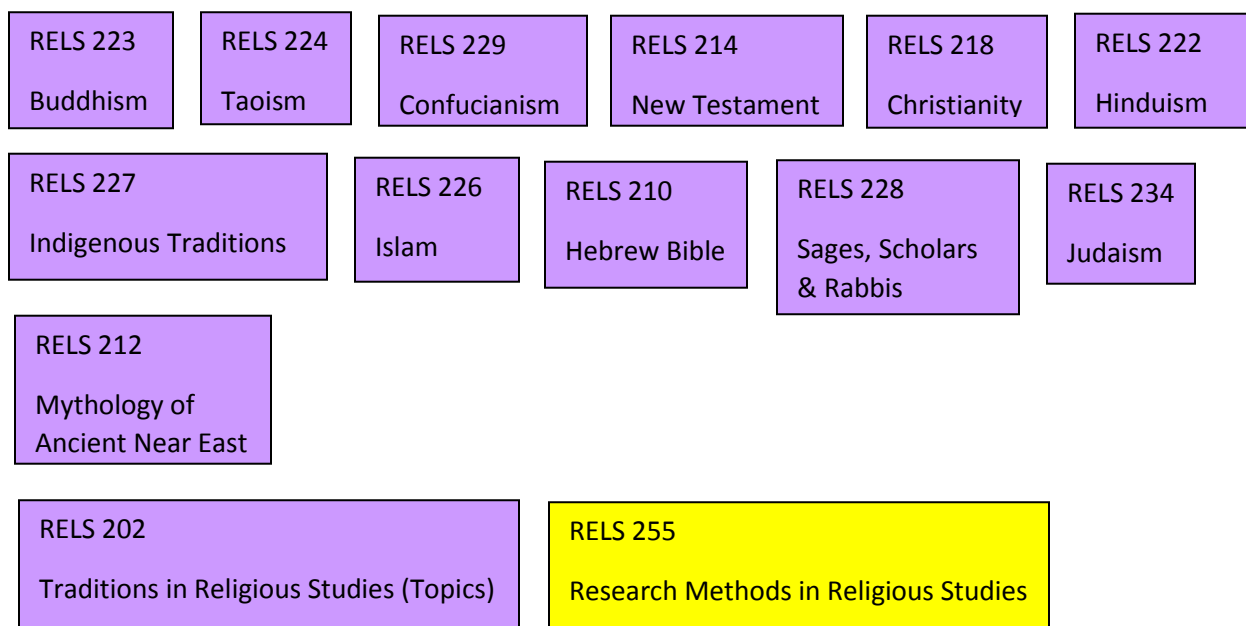 RELS 223
Buddhism
RELS 224
Taoism
RELS 229
Confucianism
RELS 214
New Testament
RELS 218
Christianity
RELS 222
Hinduism
RELS 227
Indigenous Traditions
RELS 226
Islam
RELS 210
Hebrew Bible
RELS 228
Sages, Scholars
& Rabbis
RELS 234
Judaism
RELS 212
Mythology of
Ancient Near East
RELS 202
Traditions in Religious Studies (Topics)
RELS 255
Research Methods in Religious Studies